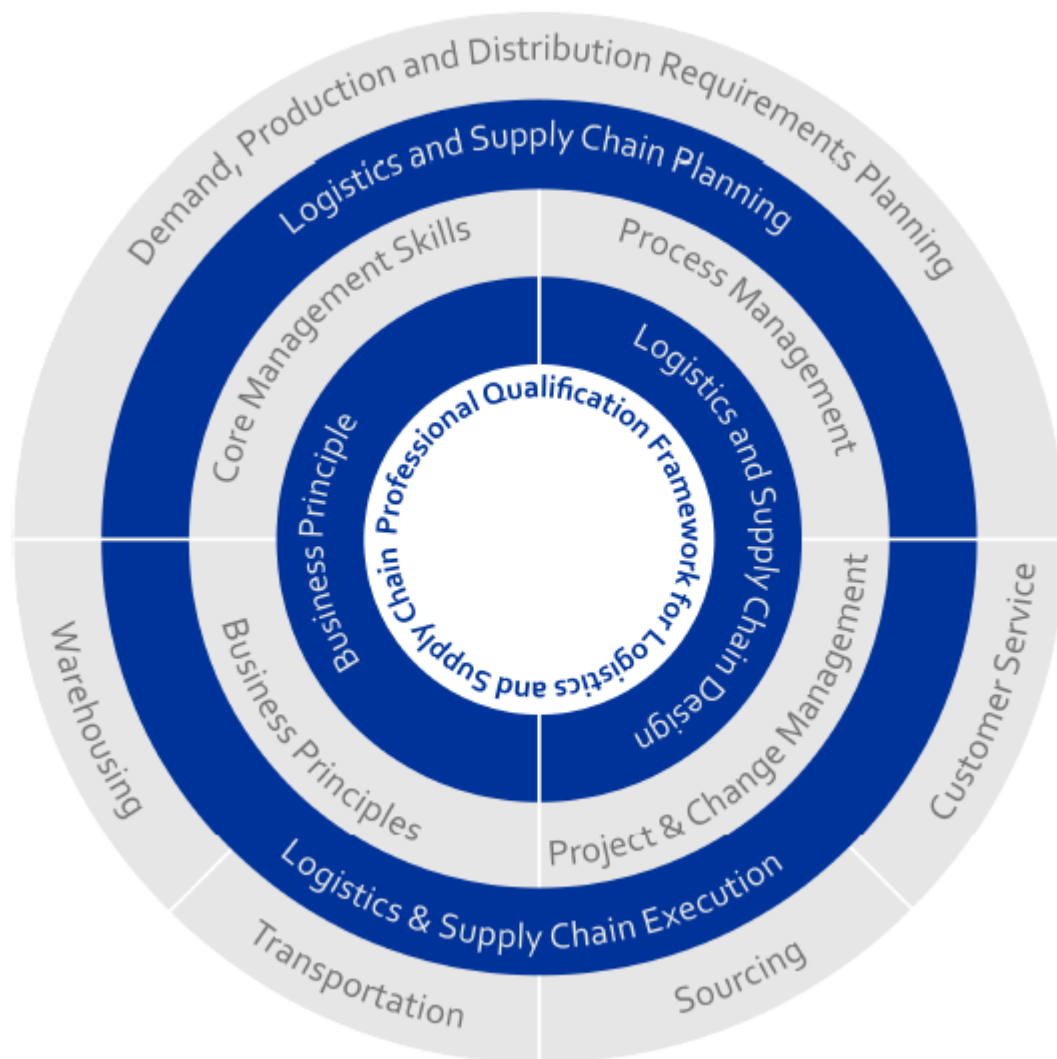 Demand, Production and Distribution Requirements Planning
Logistics and Supply Chain Planning
Core Management Skills
Process Management
Business Principle
Logistics and Supply Chain Design
Professional Qualification Framework for Logistics and Supply Chain
Business Principles
Project & Change Management
Logistics & Supply Chain Execution
Warehousing
Transportation
Sourcing
Customer Service